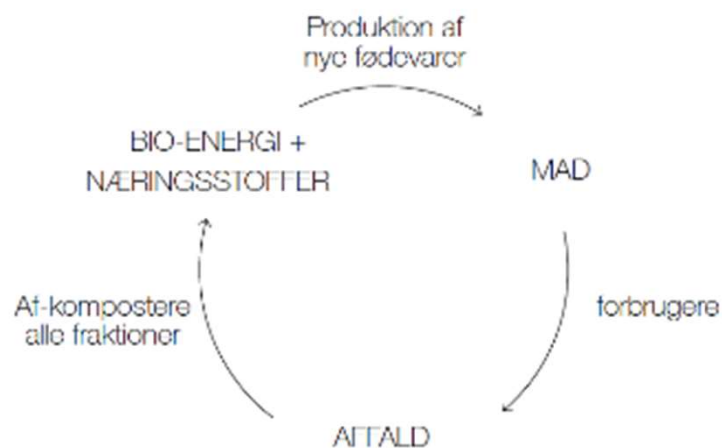 Produktion af
nye fødevarer
BIO-ENERGI +
NÆRINGSSTOFFER
MAD
Af-kompostere
alle fraktioner
forbrugere
AFFALD